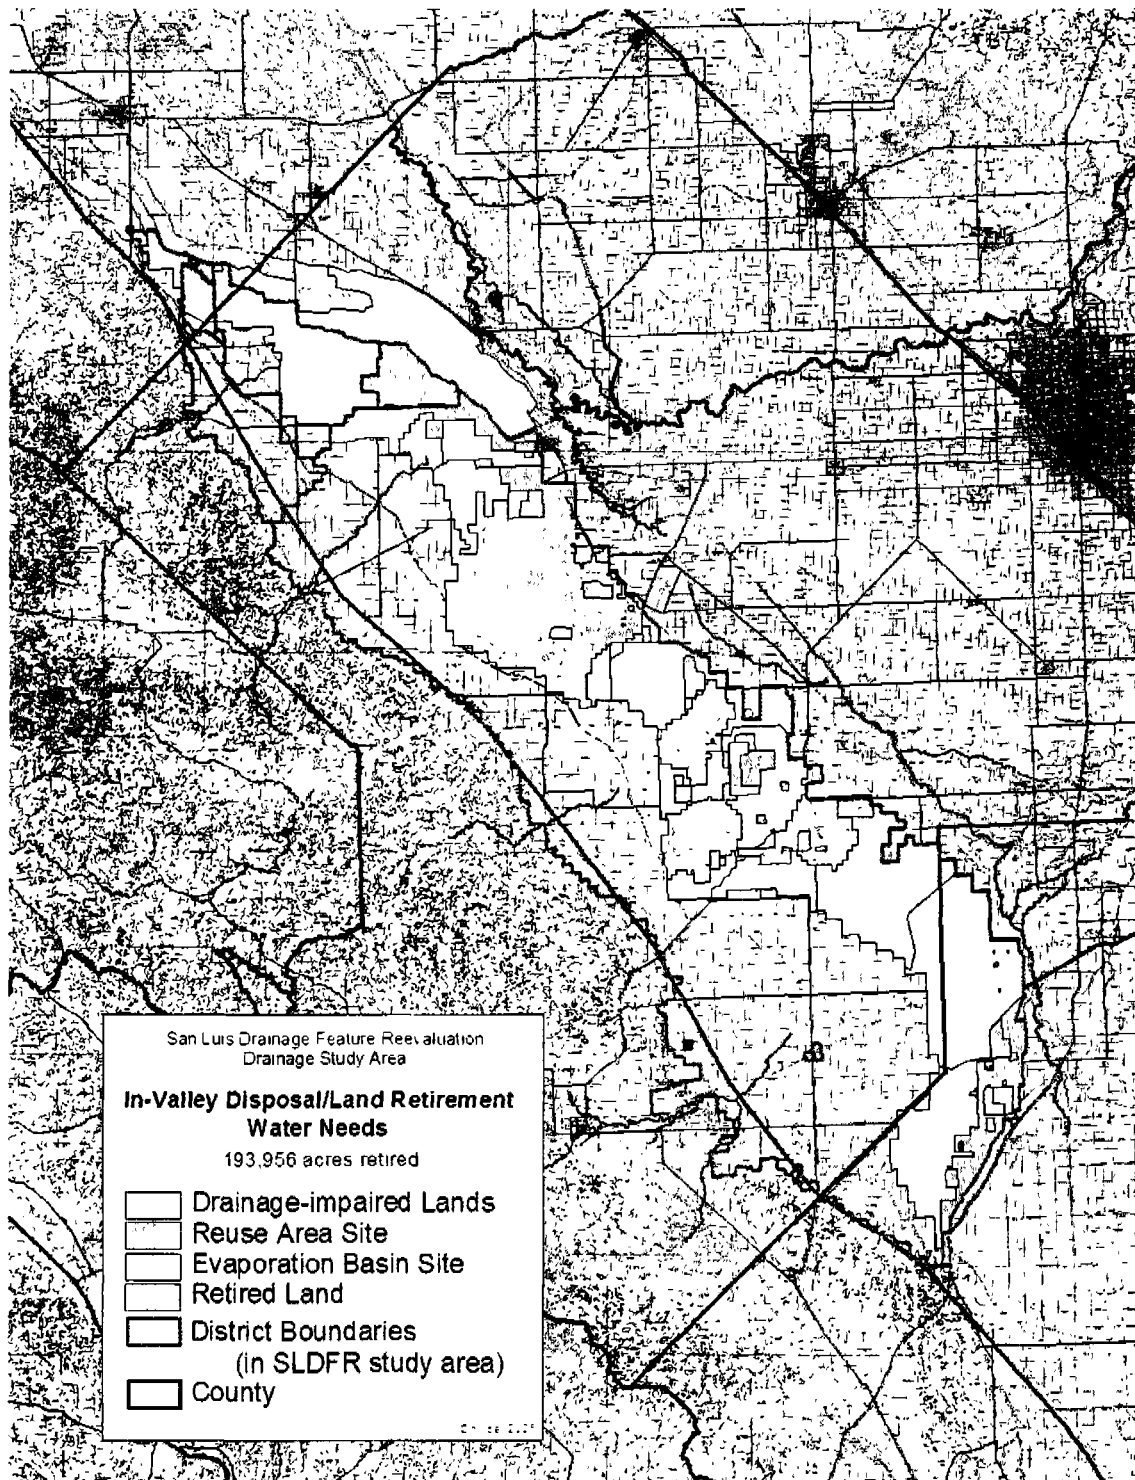 San Luis Drainage Feature Reevaluation
Drainage Study Area
In-Valley Disposal/Land Retirement
Water Needs
193,956 acres retired
Drainage-impaired Lands
Reuse Area Site
Evaporation Basin Site
Retired Land
District Boundaries
(in SLDFR study area)
County